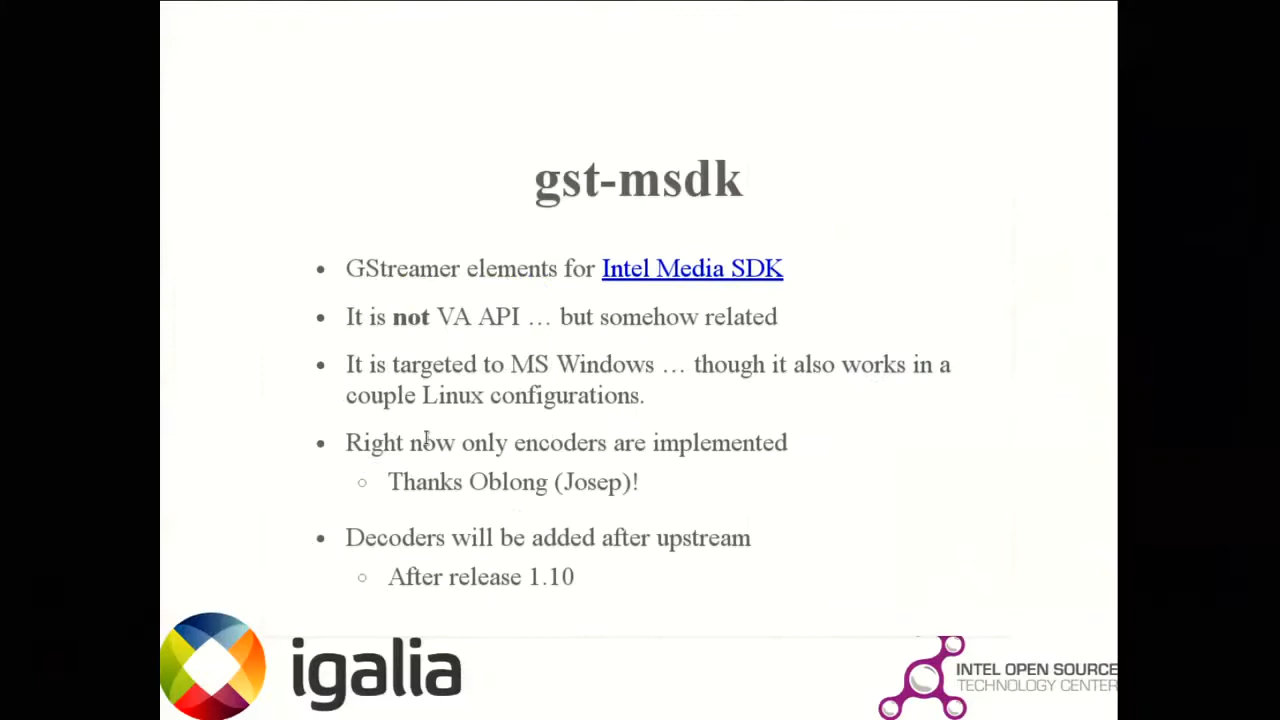 gst-msdk
• GStreamer elements for Intel Media SDK
• It is not VA API … but somehow related
• It is targeted to MS Windows … though it also works in a
couple Linux configurations.
• Right now only encoders are implemented
○ Thanks Oblong (Josep)!
• Decoders will be added after upstream
○ After release 1.10
igalia
INTEL OPEN SOURCE
TECHNOLOGY CENTER